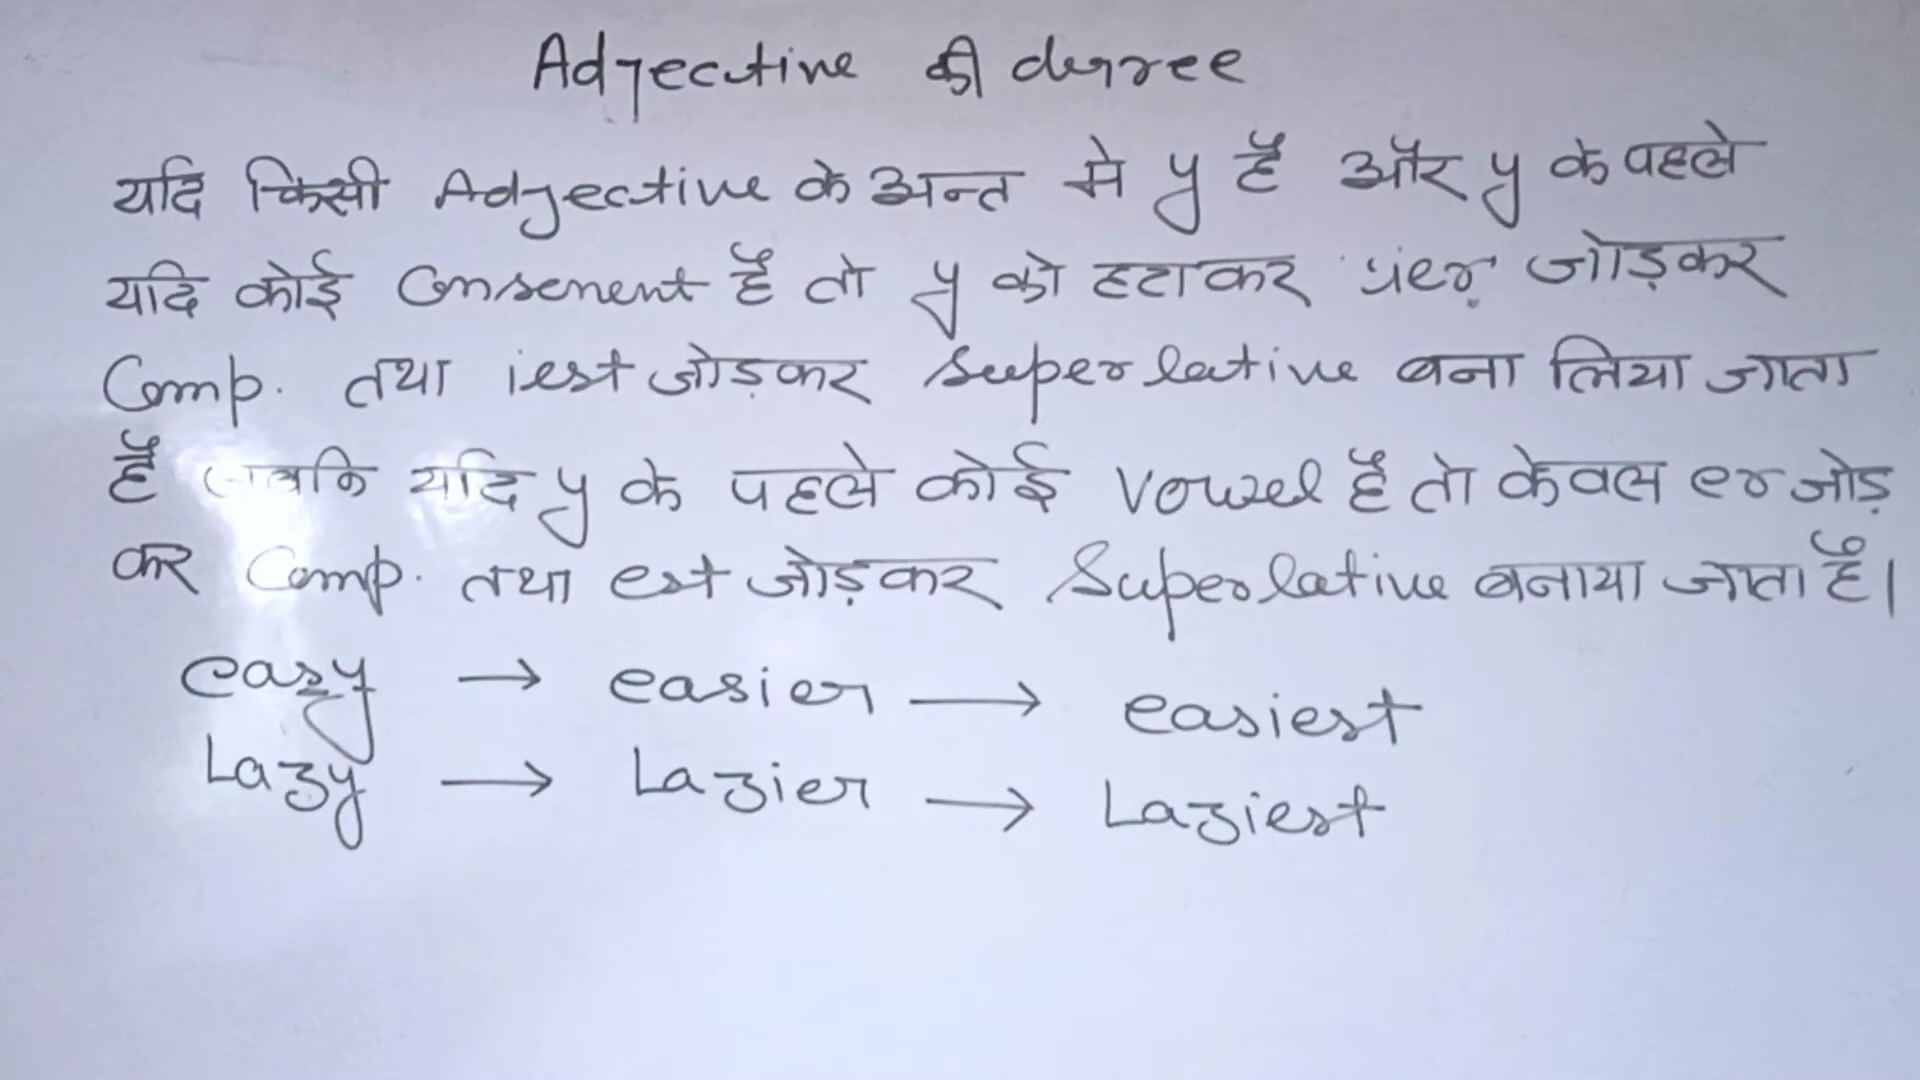 Adjective की degree
यदि किसी Adjective के अन्त मे y है और y के पहले
यदि कोई Consenent है तो y को हटाकर ier जोड़कर
Comp. तथा iest जोड़कर Superlative बना लिया जाता
है जबकि यदि y के पहले कोई Vowel है तो केवल er जोड़
कर Comp. तथा est जोड़कर Superlative बनाया जाता है।
easy → easier → easiest
Lazy → Lazier → Laziest